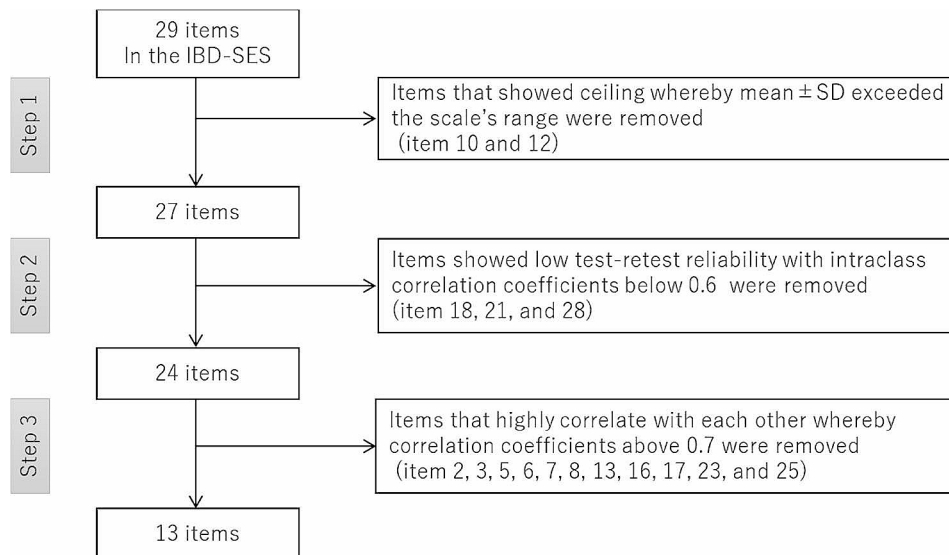 29 items
In the IBD-SES
Step 1
Items that showed ceiling whereby mean ± SD exceeded
the scale's range were removed
(item 10 and 12)
27 items
Step 2
Items showed low test-retest reliability with intraclass
correlation coefficients below 0.6 were removed
(item 18, 21, and 28)
24 items
Step 3
Items that highly correlate with each other whereby
correlation coefficients above 0.7 were removed
(item 2, 3, 5, 6, 7, 8, 13, 16, 17, 23, and 25)
13 items